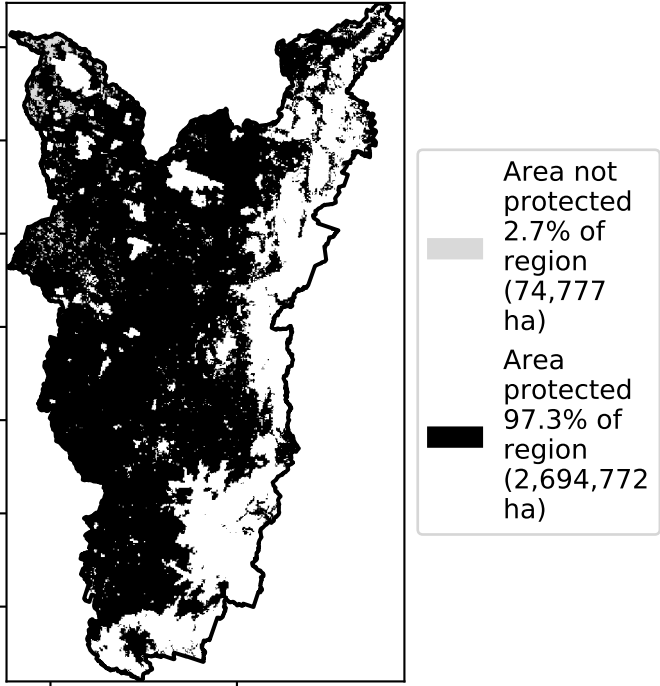 Area not
protected
2.7% of
region
(74,777
ha)
Area
protected
97.3% of
region
(2,694,772
ha)